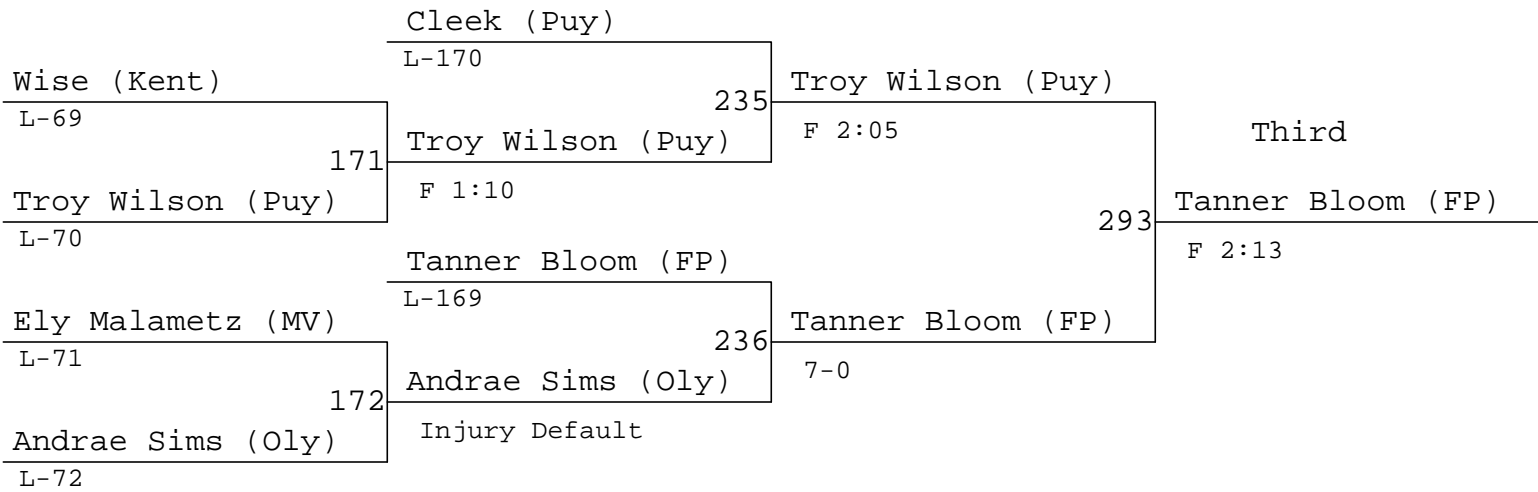 Cleek (Puy)
L-170
Wise (Kent)
L-69
235
Troy Wilson (Puy)
F 2:05
171
Troy Wilson (Puy)
F 1:10
Third
Troy Wilson (Puy)
L-70
293
Tanner Bloom (FP)
F 2:13
Tanner Bloom (FP)
L-169
Ely Malametz (MV)
L-71
236
Tanner Bloom (FP)
7-0
172
Andrae Sims (Oly)
Injury Default
Andrae Sims (Oly)
L-72